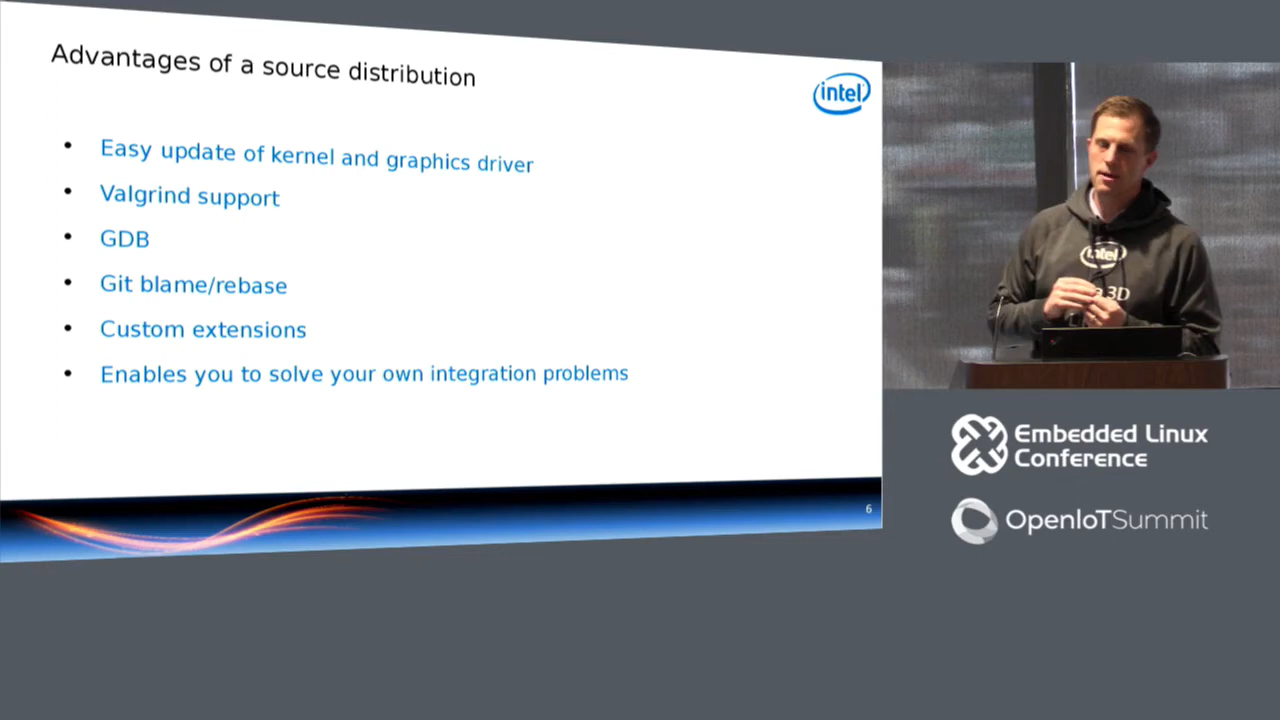 Advantages of a source distribution
intel
• Easy update of kernel and graphics driver
• Valgrind support
• GDB
• Git blame/rebase
• Custom extensions
• Enables you to solve your own integration problems
6
intel
3D
Embedded Linux
Conference
OpenIoTSummit